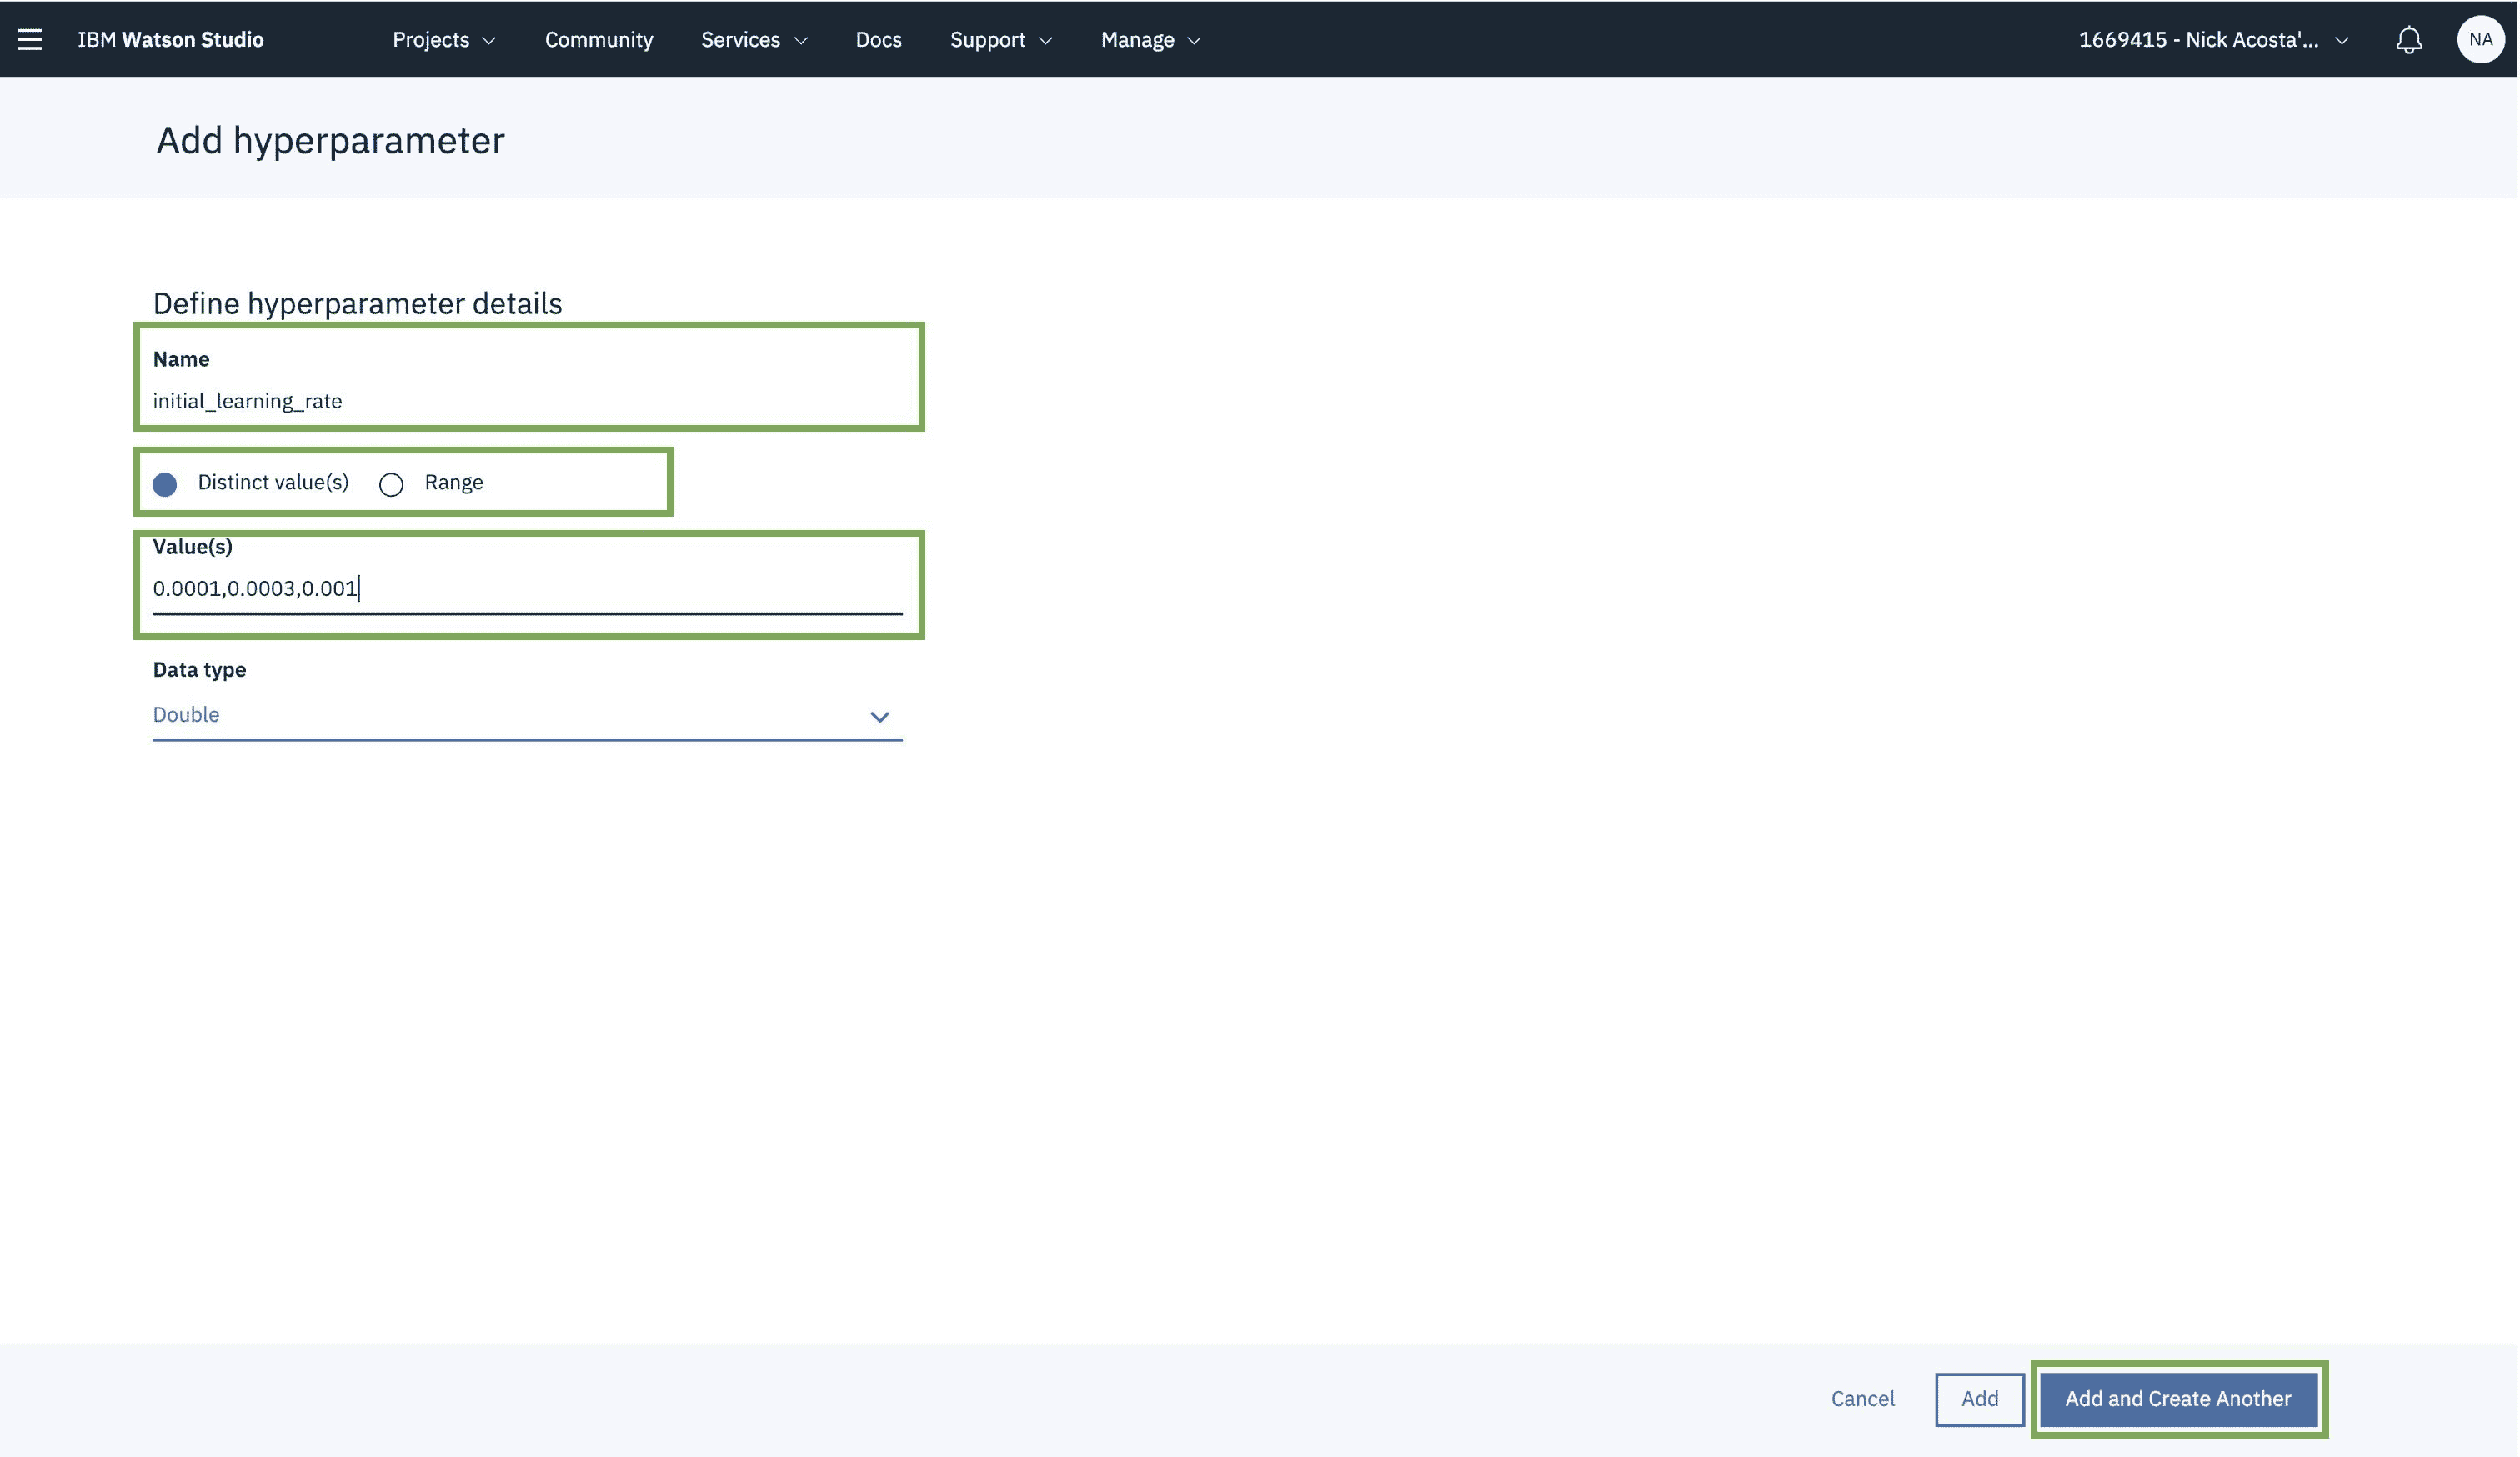 IBM Watson Studio Projects Community Services Docs Support Manage 1669415 - Nick Acosta'... NA
Add hyperparameter
Define hyperparameter details
Name
initial_learning_rate
Distinct value(s) Range
Value(s)
0.0001,0.0003,0.001
Data type
Double
Cancel Add Add and Create Another